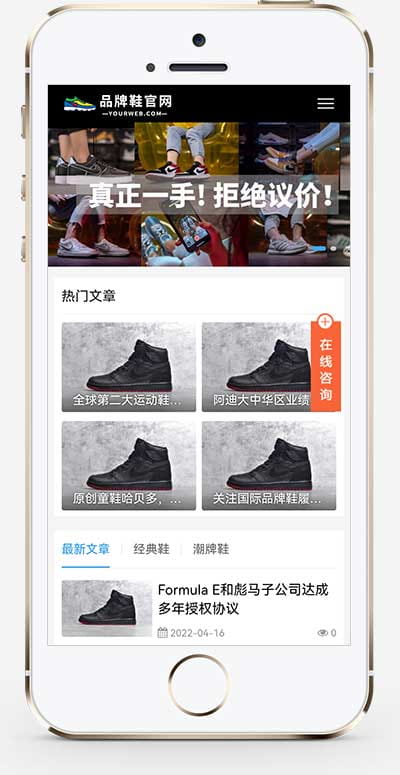 品牌鞋官网
—YOURWEB.COM—
真正一手! 拒绝议价!
热门文章
在线咨询
全球第二大运动鞋...
阿迪大中华区业绩
原创童鞋哈贝多，...
关注国际品牌鞋履...
最新文章 经典鞋 潮牌鞋
Formula E和彪马子公司达成
多年授权协议
2022-04-16 0